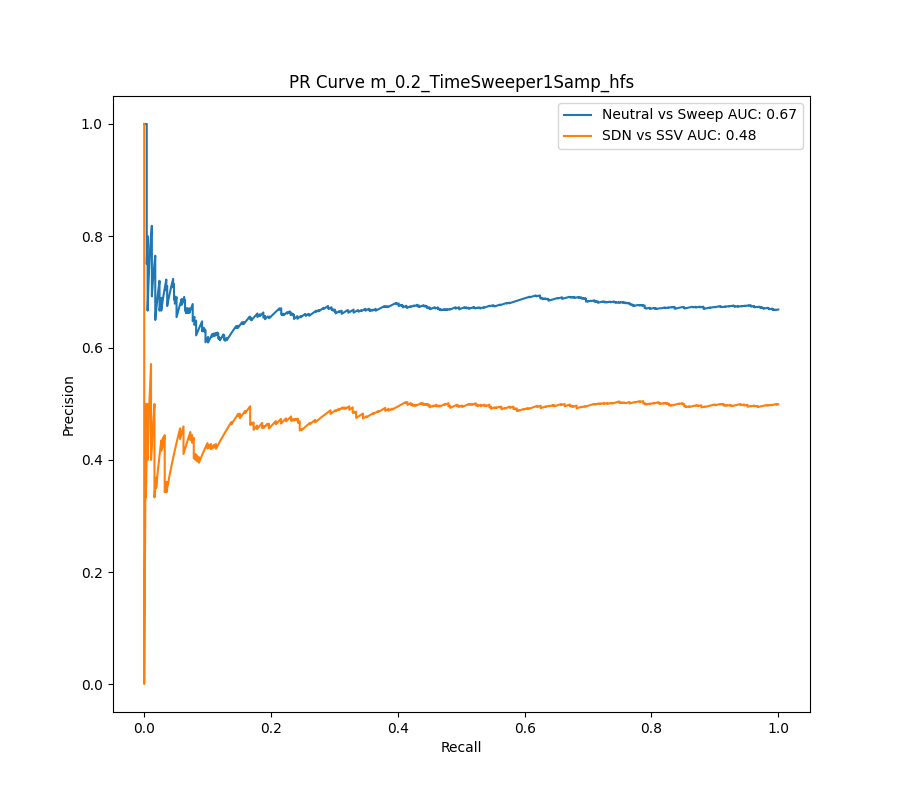 PR Curve m_0.2_TimeSweeper1Samp_hfs
Neutral vs Sweep AUC: 0.67
SDN vs SSV AUC: 0.48
1.0
0.8
0.6
0.4
0.2
0.0
Precision
0.0 0.2 0.4 0.6 0.8 1.0
Recall